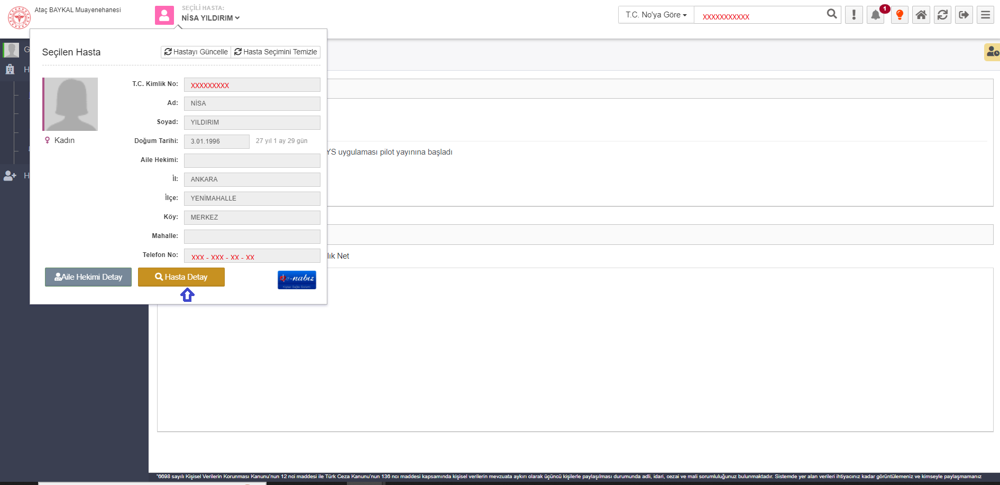 Ataç BAYKAL Muayenehanesi
SEÇİLİ HASTA:
NİSA YILDIRIM
T.C. No'ya Göre
XXXXXXXXXXX
1
Seçilen Hasta
Hastayı Güncelle
Hasta Seçimini Temizle
G
H
T.C. Kimlik No: XXXXXXXXX
Ad: NİSA
Soyad: YILDIRIM
Kadın
Doğum Tarihi: 3.01.1996 27 yıl 1 ay 29 gün
YS uygulaması pilot yayınına başladı
Aile Hekimi:
H
İl: ANKARA
İlçe: YENİMAHALLE
Köy: MERKEZ
Mahalle:
Telefon No: XXX - XXX - XX - XX
lık Net
Aile Hekimi Detay
Hasta Detay
e-nabız
Kişisel Sağlık Sistemi
"6698 sayılı Kişisel Verilerin Korunması Kanunu'nun 12 nci maddesi ile Türk Ceza Kanunu'nun 136 ncı maddesi kapsamında kişisel verilerin mevzuata aykırı olarak üçüncü kişilerle paylaşılması durumunda adli, idari, cezai ve mali sorumluluğunuz bulunmaktadır. Sistemde yer alan verileri ihtiyacınız kadar görüntülemeniz ve kimseyle paylaşmamanız